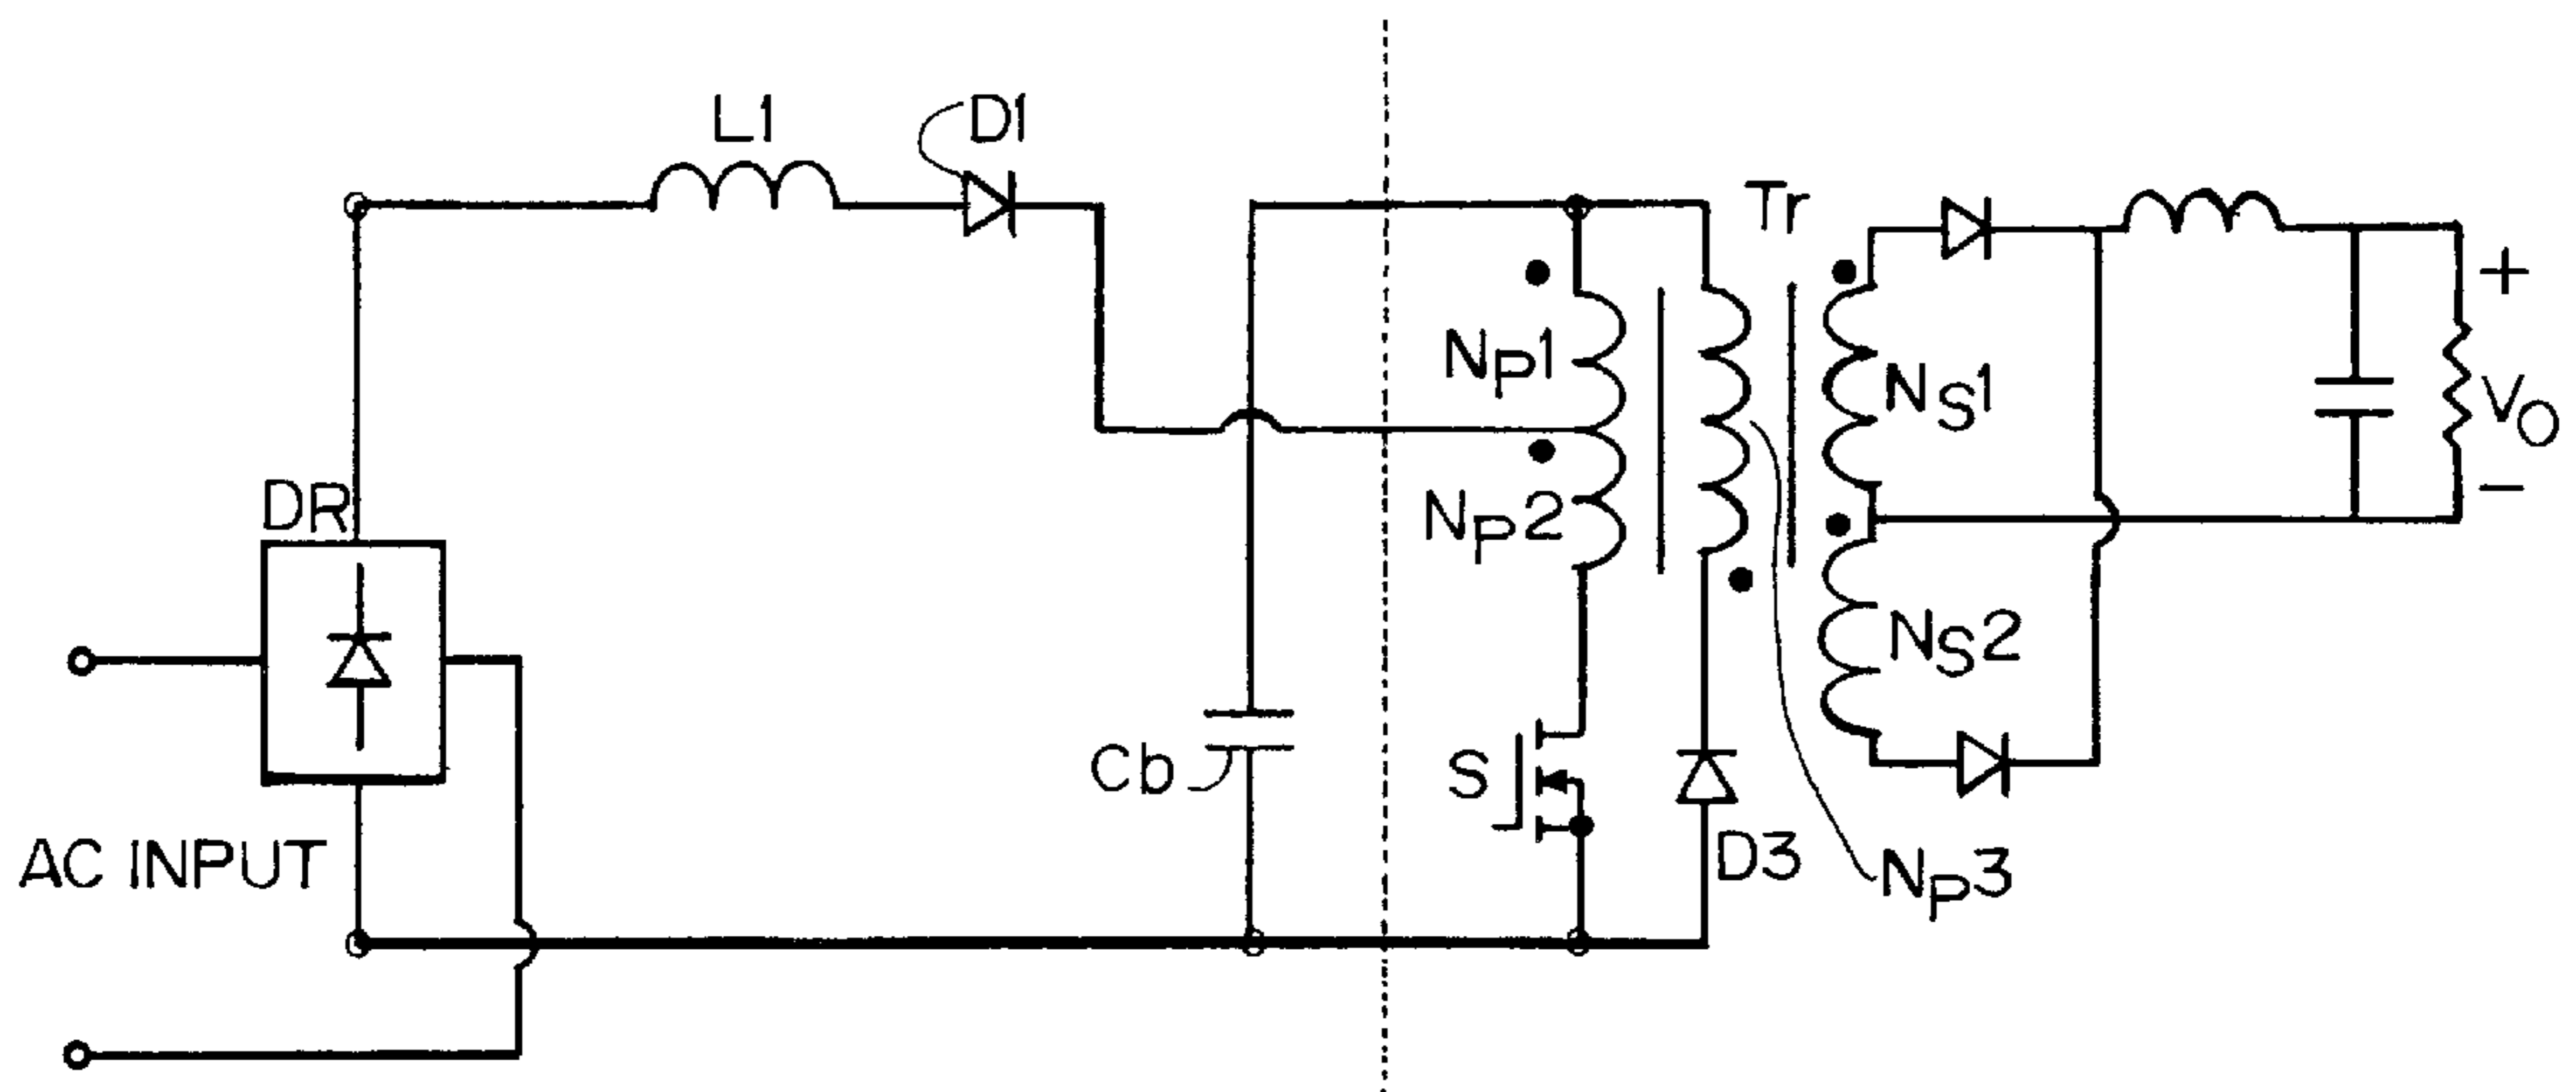 L1
D1
Tr
+
NP1
NS1
VO
DR
NP2
−
NS2
Cb
S
AC INPUT
D3
NP3